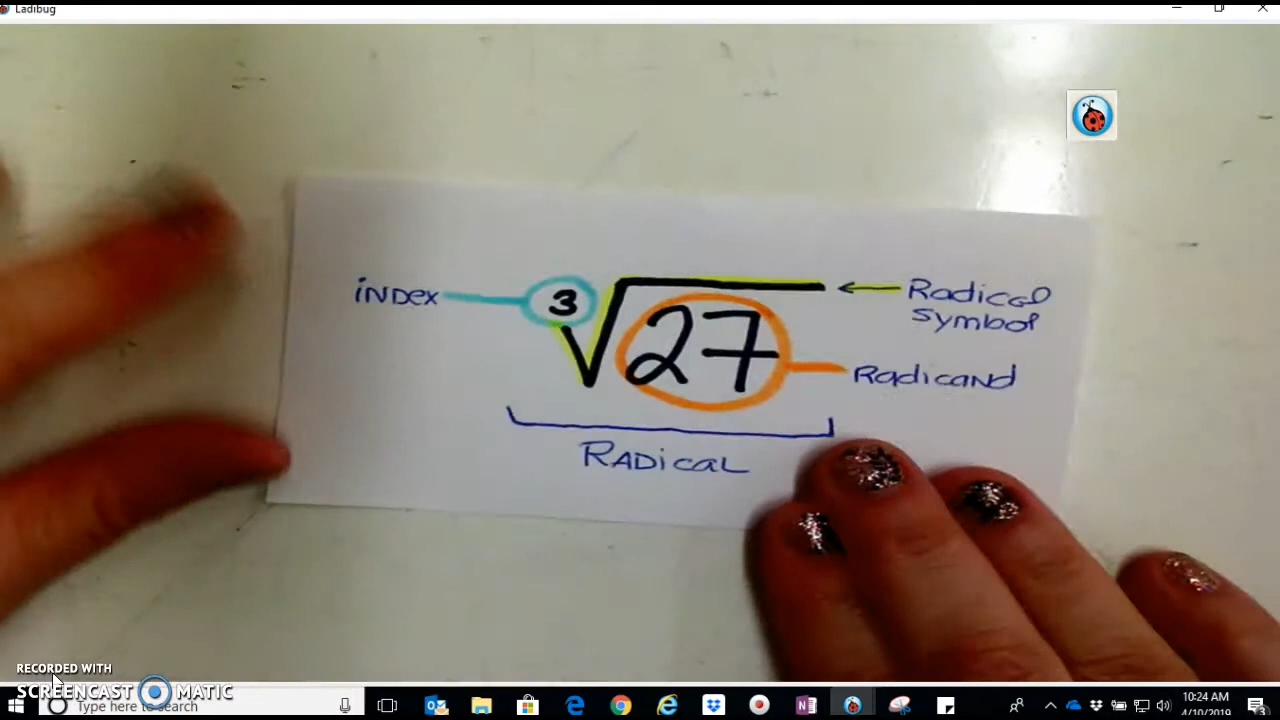 Ladibug
index
3
27
Radical
symbol
Radicand
Radical
RECORDED WITH
SCREENCAST MATIC
Type here to search
10:24 AM
4/10/2019
3